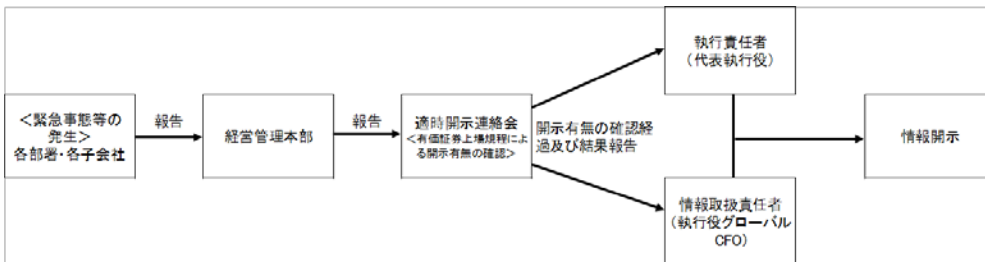 ＜緊急事態等の
発生＞
各部署・各子会社
報告
経営管理本部
報告
適時開示連絡会
＜有価証券上場規程によ
る開示有無の確認＞
開示有無の確認経
過及び結果報告
執行責任者
（代表執行役）
情報取扱責任者
（執行役グローバル
CFO）
情報開示